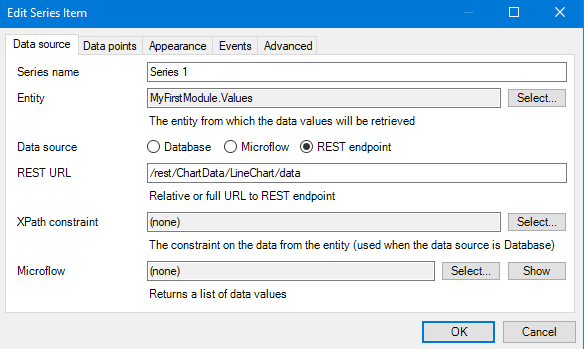 Edit Series Item
Data source Data points Appearance Events Advanced
Series name Series 1
Entity MyFirstModule.Values Select...
The entity from which the data values will be retrieved
Data source Database Microflow REST endpoint
REST URL /rest/ChartData/LineChart/data
Relative or full URL to REST endpoint
XPath constraint (none) Select...
The constraint on the data from the entity (used when the data source is Database)
Microflow (none) Select... Show
Returns a list of data values
OK Cancel